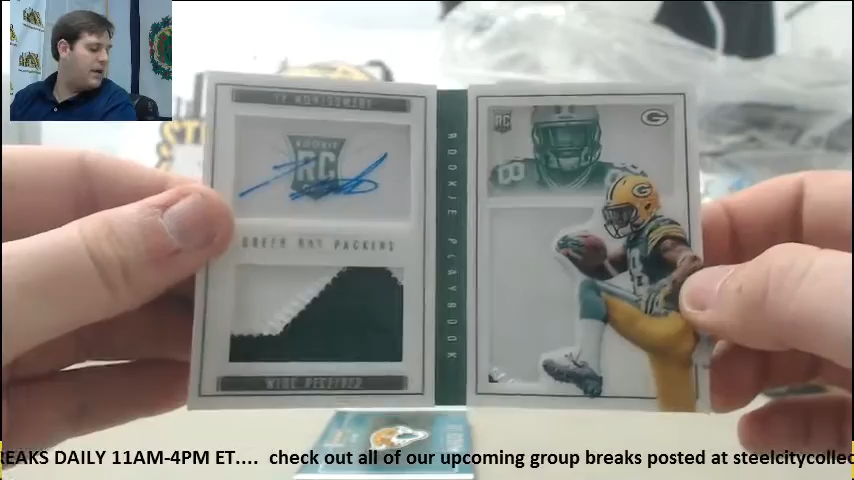 TY MONTGOMERY
ROOKIE
RC
GREEN BAY PACKERS
WIDE RECEIVER
ROOKIE PLAYBOOK
RC
G
88
G
REAKS DAILY 11AM-4PM ET.... check out all of our upcoming group breaks posted at steelcitycollec